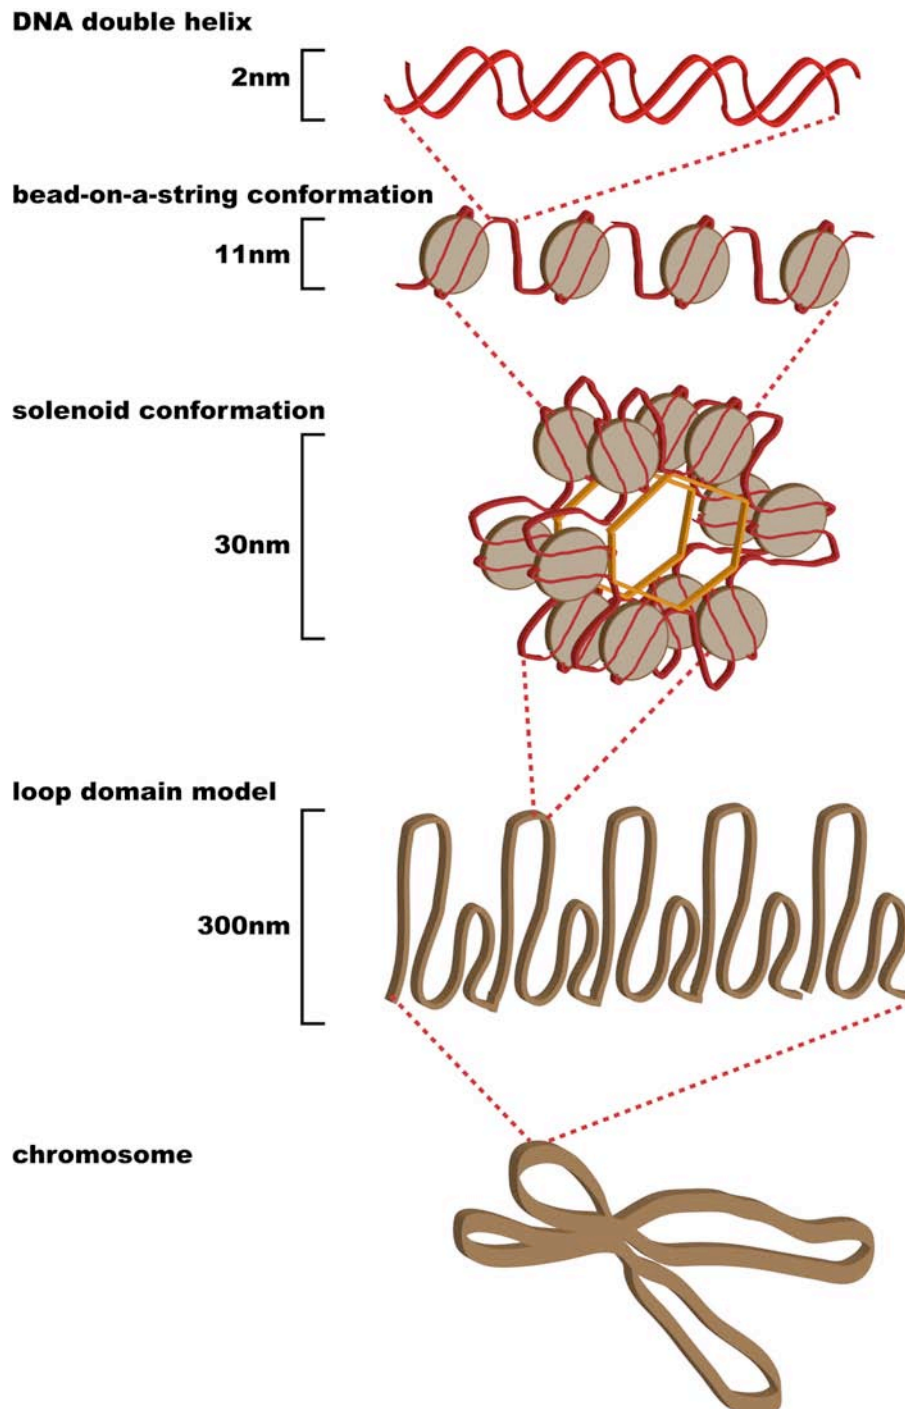 DNA double helix
2nm
bead-on-a-string conformation
11nm
solenoid conformation
30nm
loop domain model
300nm
chromosome